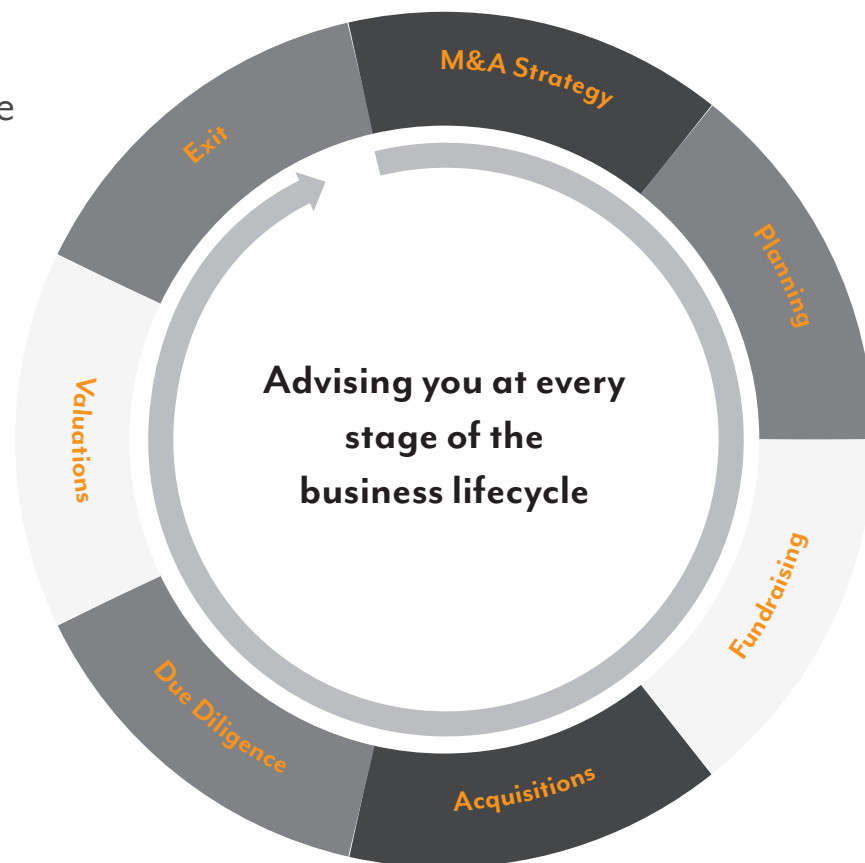 e
M&A Strategy
Planning
Fundraising
Acquisitions
Due Diligence
Valuations
Exit
Advising you at every
stage of the
business lifecycle